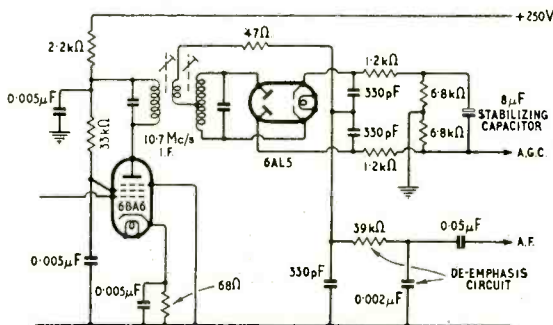 +250V
2.2kΩ
47Ω
1.2kΩ
0.005μF
330pF
6.8kΩ
8μF
STABILIZING
CAPACITOR
33kΩ
10.7 Mc/s
I.F.
6AL5
330pF
6.8kΩ
A.G.C.
1.2kΩ
6BA6
39kΩ
0.05μF
A.F.
0.005μF
0.005μF
68Ω
330pF
0.002μF
DE-EMPHASIS
CIRCUIT